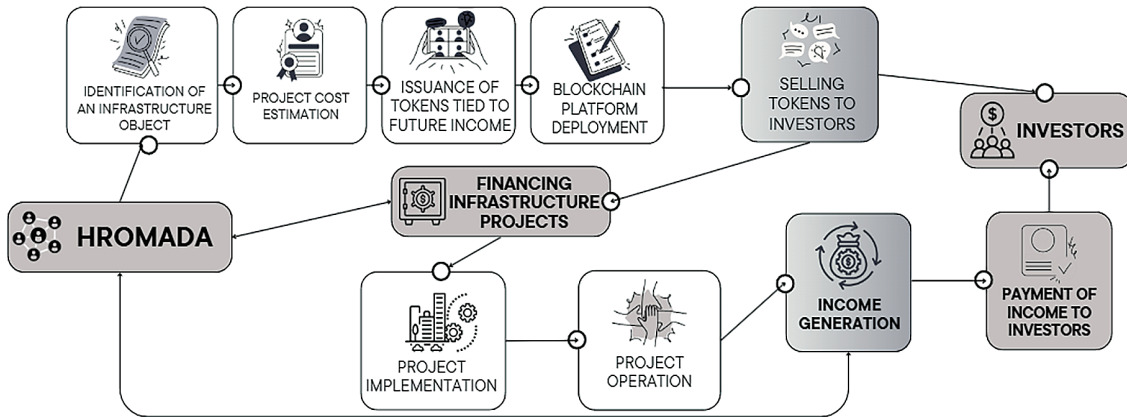 IDENTIFICATION OF
AN INFRASTRUCTURE
OBJECT
PROJECT COST
ESTIMATION
ISSUANCE OF
TOKENS TIED TO
FUTURE INCOME
BLOCKCHAIN
PLATFORM
DEPLOYMENT
SELLING
TOKENS TO
INVESTORS
$
INVESTORS
HROMADA
$
FINANCING
INFRASTRUCTURE
PROJECTS
PROJECT
IMPLEMENTATION
PROJECT
OPERATION
$
INCOME
GENERATION
PAYMENT OF
INCOME TO
INVESTORS